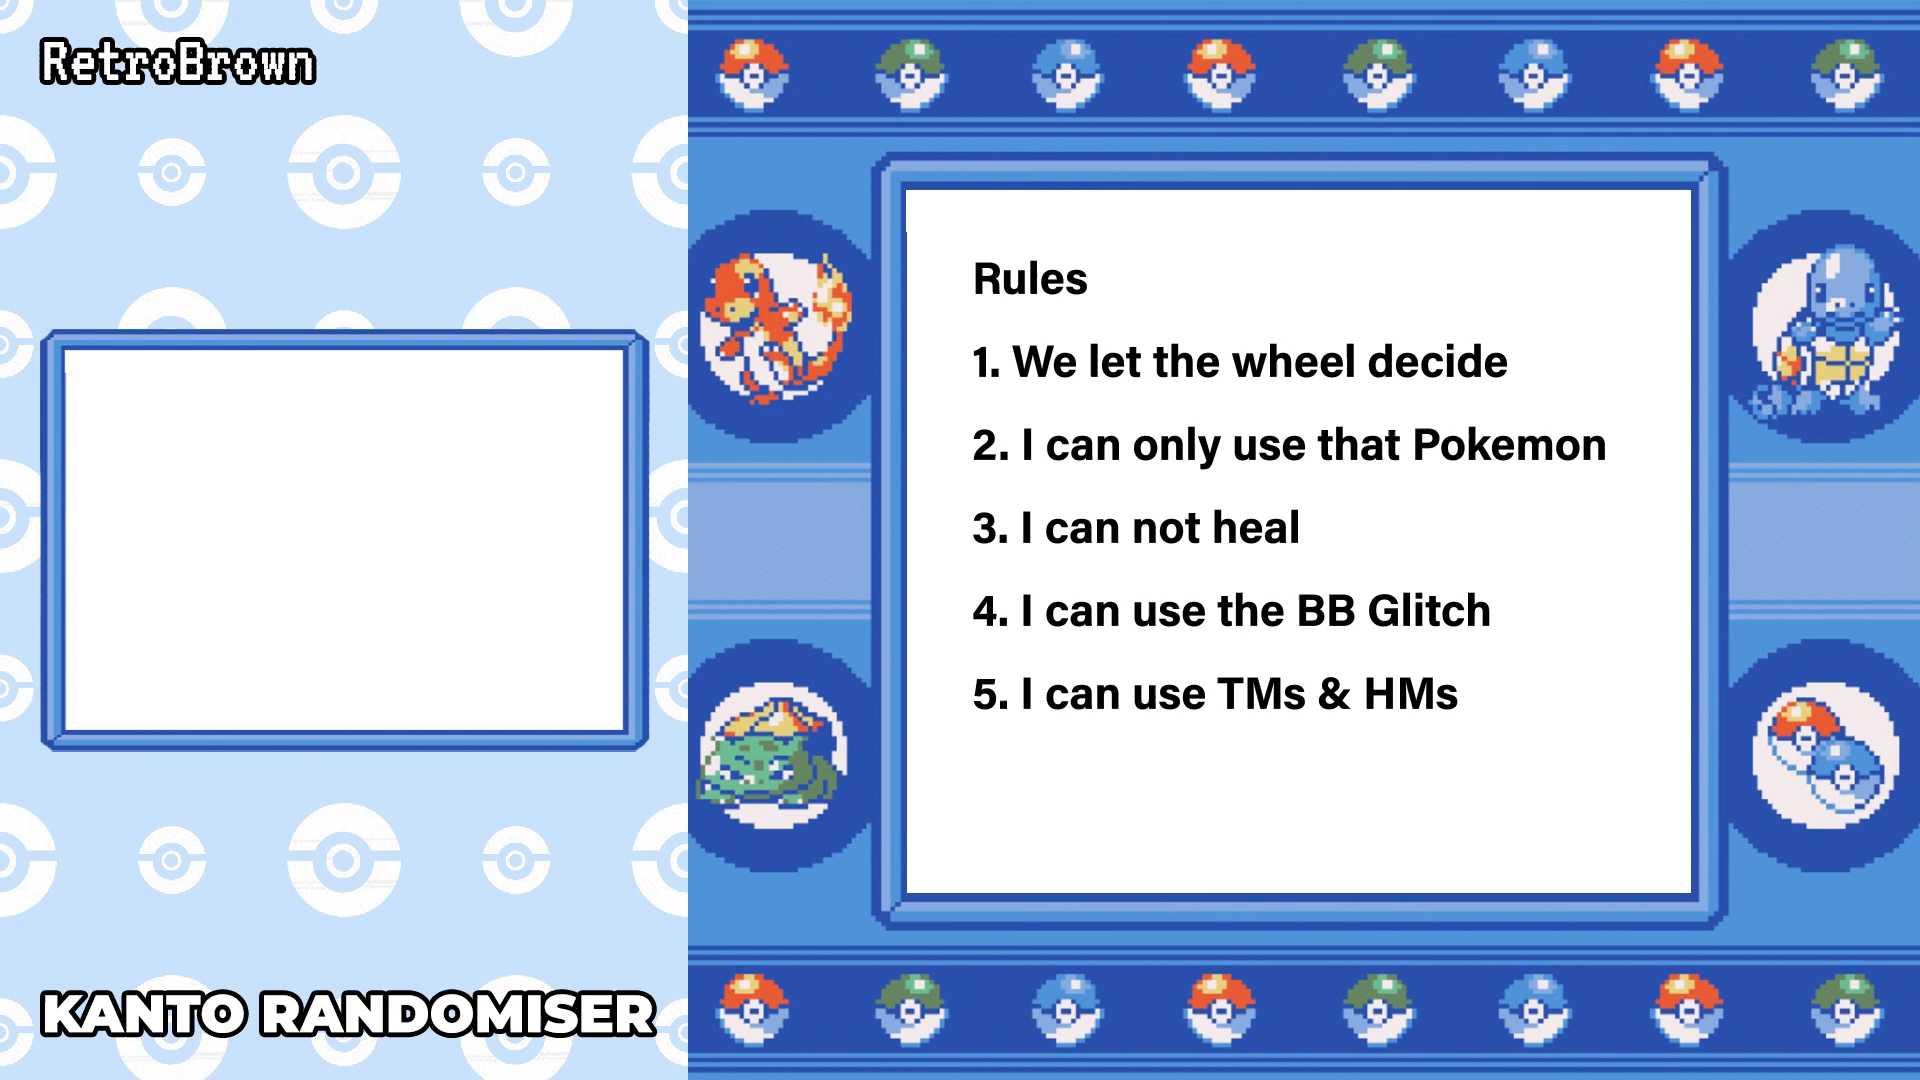 RetroBrown
Rules
1. We let the wheel decide
2. I can only use that Pokemon
3. I can not heal
4. I can use the BB Glitch
5. I can use TMs & HMs
KANTO RANDOMISER